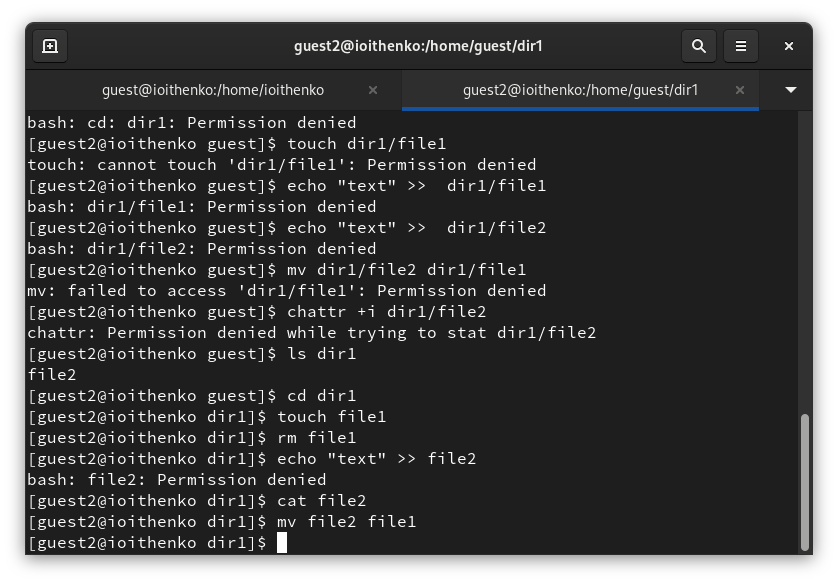 guest2@ioithenko:/home/guest/dir1
guest@ioithenko:/home/ioithenko
guest2@ioithenko:/home/guest/dir1
bash: cd: dir1: Permission denied
[guest2@ioithenko guest]$ touch dir1/file1
touch: cannot touch 'dir1/file1': Permission denied
[guest2@ioithenko guest]$ echo "text" >>  dir1/file1
bash: dir1/file1: Permission denied
[guest2@ioithenko guest]$ echo "text" >>  dir1/file2
bash: dir1/file2: Permission denied
[guest2@ioithenko guest]$ mv dir1/file2 dir1/file1
mv: failed to access 'dir1/file1': Permission denied
[guest2@ioithenko guest]$ chattr +i dir1/file2
chattr: Permission denied while trying to stat dir1/file2
[guest2@ioithenko guest]$ ls dir1
file2
[guest2@ioithenko guest]$ cd dir1
[guest2@ioithenko dir1]$ touch file1
[guest2@ioithenko dir1]$ rm file1
[guest2@ioithenko dir1]$ echo "text" >> file2
bash: file2: Permission denied
[guest2@ioithenko dir1]$ cat file2
[guest2@ioithenko dir1]$ mv file2 file1
[guest2@ioithenko dir1]$